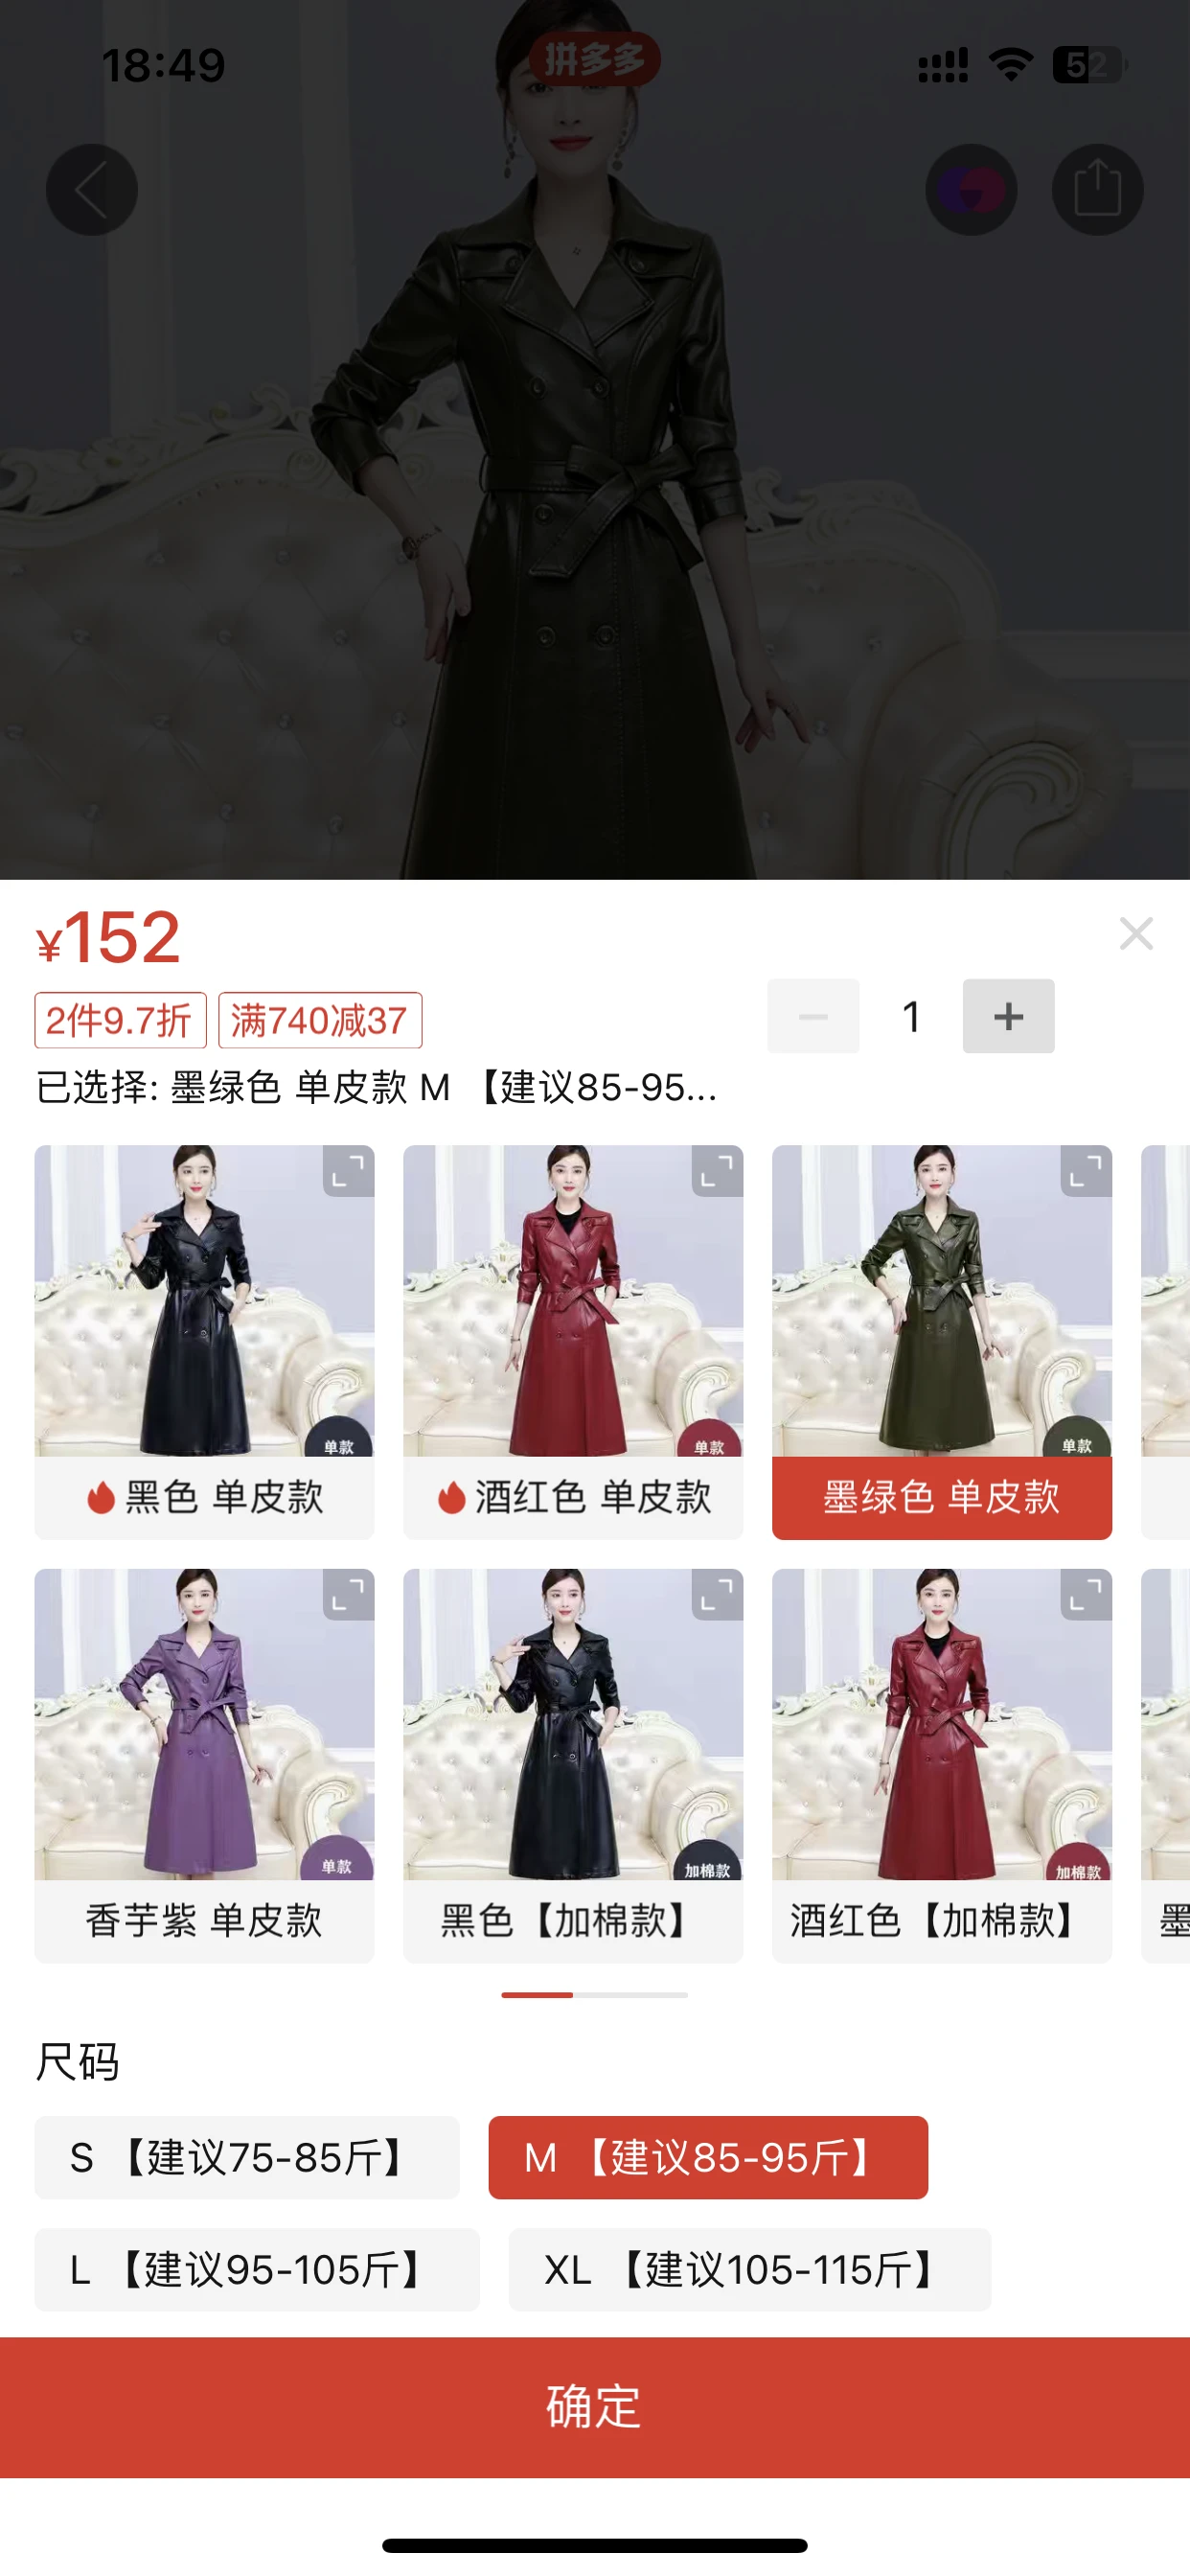 18:49
拼多多
52
¥152
2件9.7折
满740减37
1
已选择: 墨绿色 单皮款 M 【建议85-95...
单款
单款
单款
黑色 单皮款
酒红色 单皮款
墨绿色 单皮款
单款
加棉款
加棉款
香芋紫 单皮款
黑色【加棉款】
酒红色【加棉款】
墨
尺码
S 【建议75-85斤】
M 【建议85-95斤】
L 【建议95-105斤】
XL 【建议105-115斤】
确定